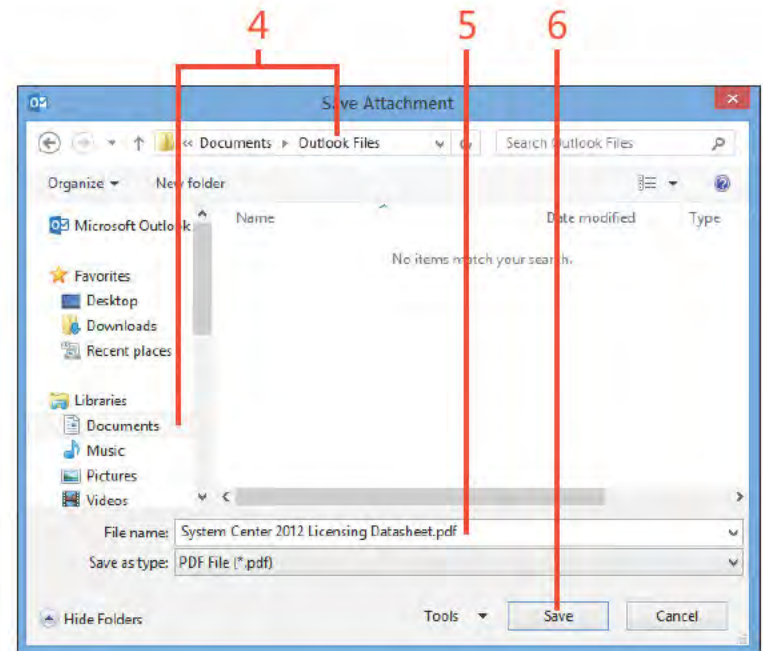 4 5 6
Save Attachment
« Documents ▸ Outlook Files Search Outlook Files
Organize New folder
Microsoft Outlook
Name Date modified Type
No items match your search.
Favorites
Desktop
Downloads
Recent places
Libraries
Documents
Music
Pictures
Videos
File name: System Center 2012 Licensing Datasheet.pdf
Save as type: PDF File (*.pdf)
Hide Folders Tools Save Cancel